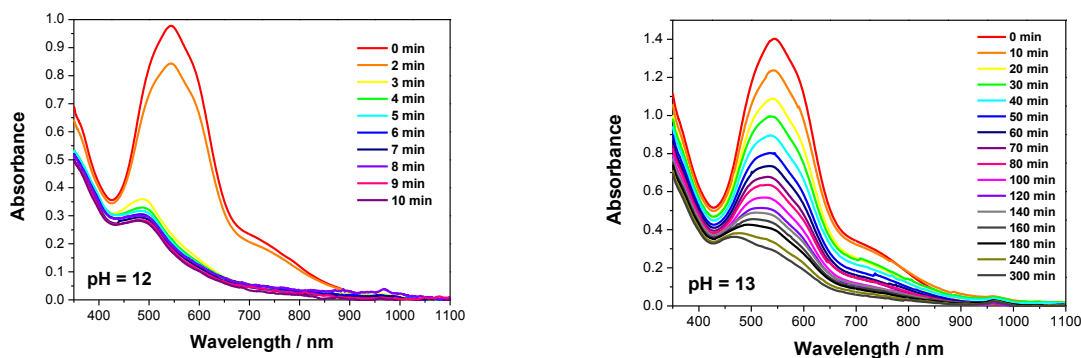 1.0
0.9
0.8
0.7
0.6
0.5
0.4
0.3
0.2
0.1
0.0
Absorbance
0 min
2 min
3 min
4 min
5 min
6 min
7 min
8 min
9 min
10 min
pH = 12
400 500 600 700 800 900 1000 1100
Wavelength / nm
1.4
1.2
1.0
0.8
0.6
0.4
0.2
0.0
Absorbance
0 min
10 min
20 min
30 min
40 min
50 min
60 min
70 min
80 min
100 min
120 min
140 min
160 min
180 min
240 min
300 min
pH = 13
400 500 600 700 800 900 1000 1100
Wavelength / nm